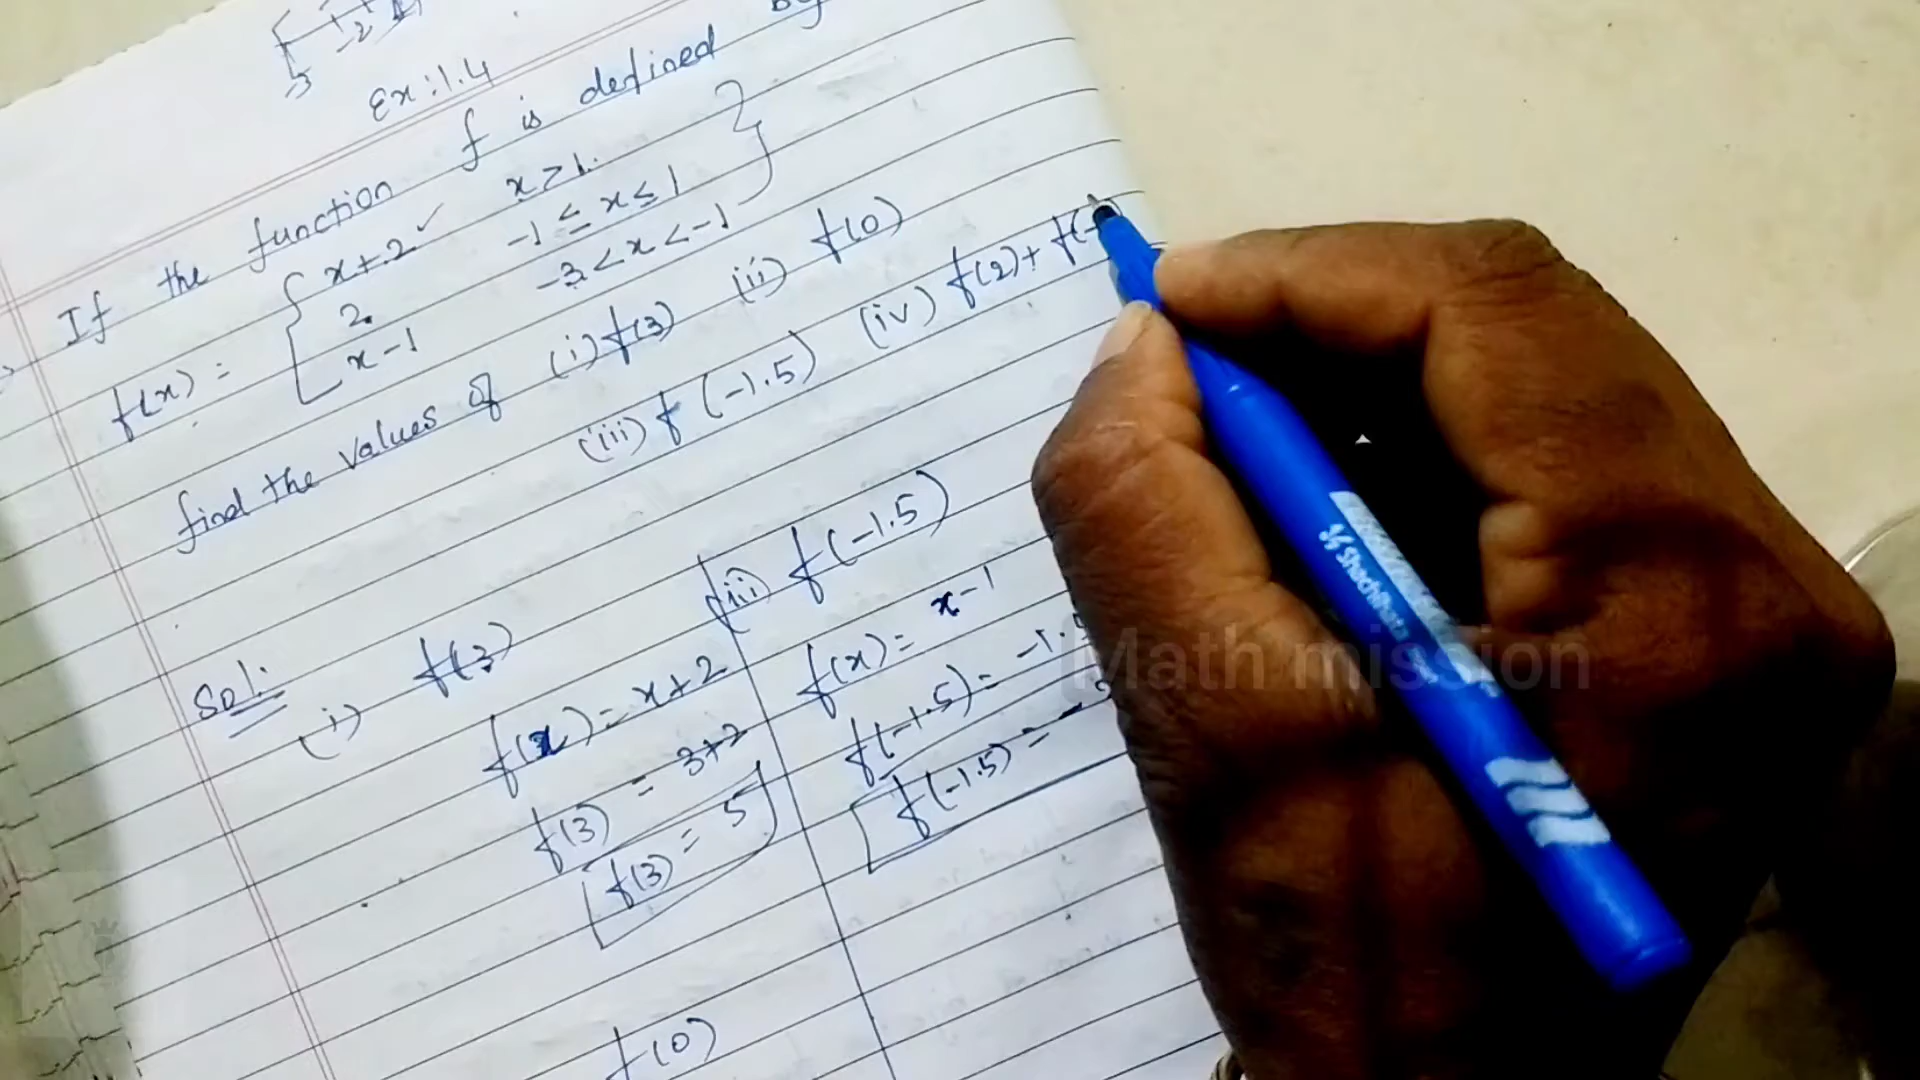 Ex:1.4
If the function f is defined by
f(x) = { x+2 ✓ x>1.
2 -1 ≤ x ≤ 1
x-1 -3 < x < -1 }
find the values of (i) f(3) (ii) f(0)
(iii) f(-1.5) (iv) f(2)+ f(-
Sol:
(i) f(3)
f(x) = x+2
f(3) = 3+2
f(3) = 5
(iii) f(-1.5)
f(x) = x-1
f(-1.5) = -1.5
f(-1.5) = -
f(0)
Math mission
Shachihata